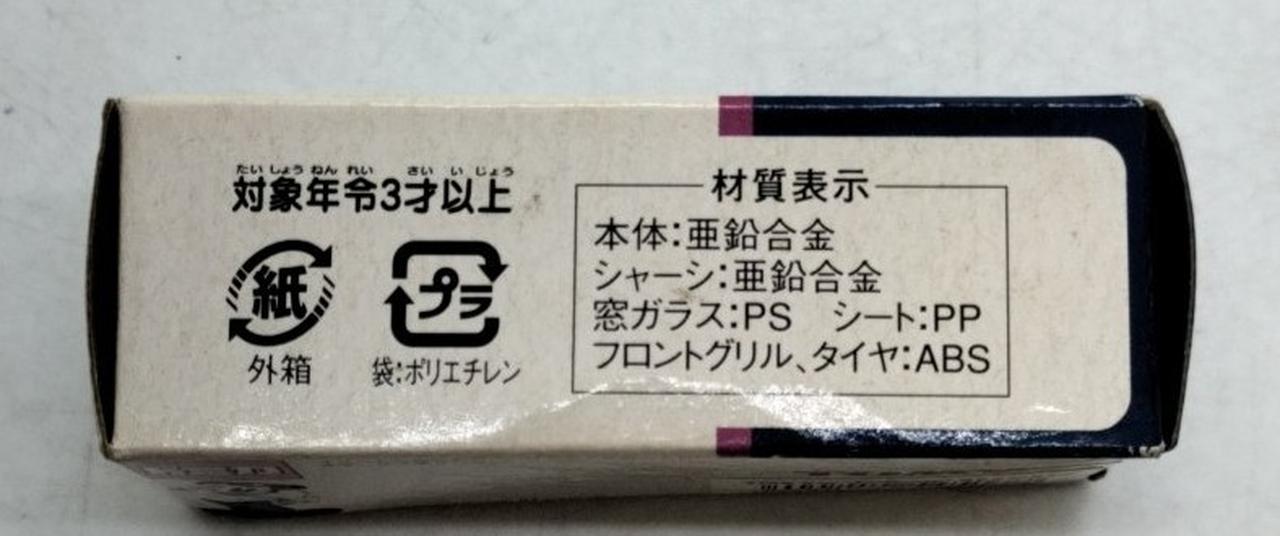 たいしょうねんれい さいいじょう
対象年令3才以上
紙
外箱
プラ
袋:ポリエチレン
材質表示
本体:亜鉛合金
シャーシ:亜鉛合金
窓ガラス:PS シート:PP
フロントグリル、タイヤ:ABS